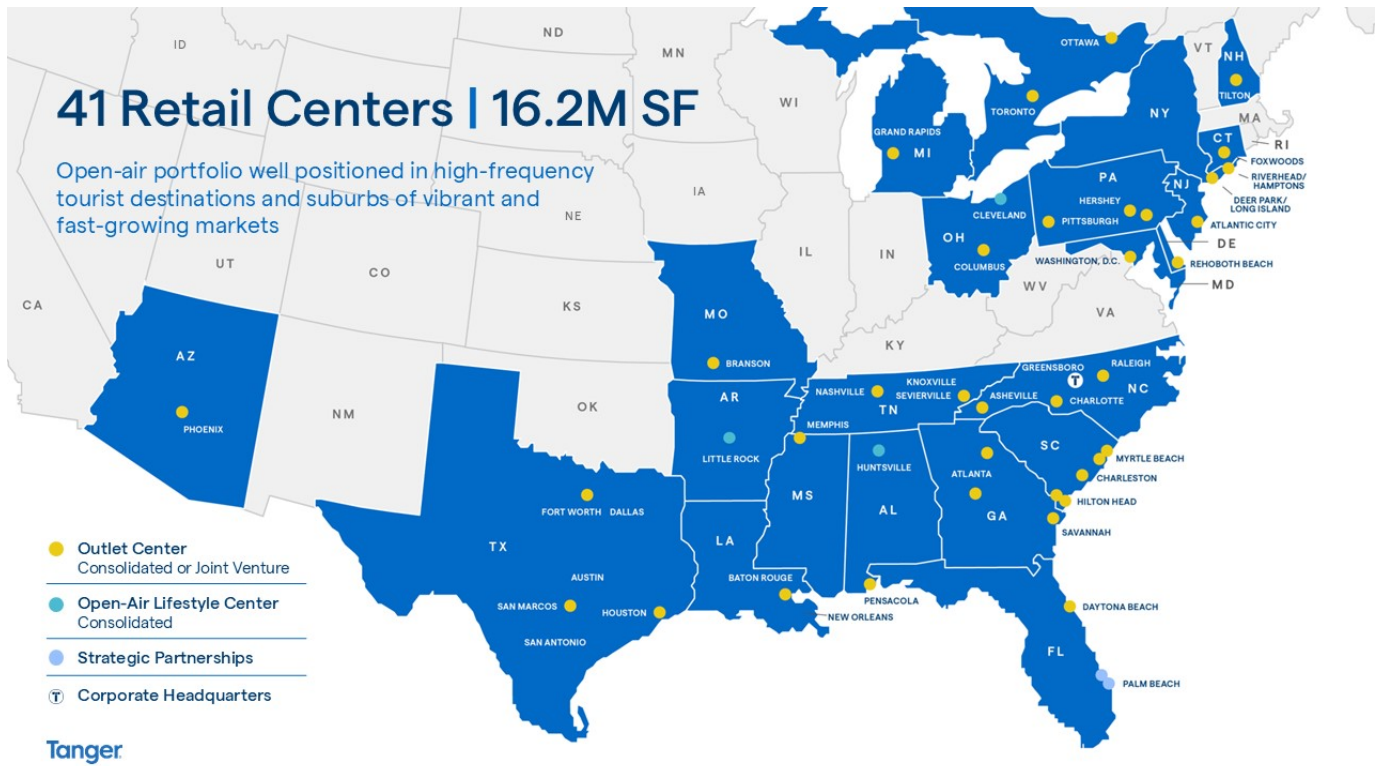 41 Retail Centers | 16.2M SF
Open-air portfolio well positioned in high-frequency
tourist destinations and suburbs of vibrant and
fast-growing markets
ID
ND
MN
WI
IA
NE
IL
IN
UT
CO
KS
CA
NM
OK
KY
WV
VA
VT
MA
RI
OTTAWA
TORONTO
NH
TILTON
NY
CT
FOXWOODS
RIVERHEAD/
HAMPTONS
DEER PARK/
LONG ISLAND
GRAND RAPIDS
MI
PA
HERSHEY
PITTSBURGH
NJ
ATLANTIC CITY
DE
REHOBOTH BEACH
MD
WASHINGTON, D.C.
CLEVELAND
OH
COLUMBUS
AZ
PHOENIX
MO
BRANSON
AR
LITTLE ROCK
NASHVILLE
KNOXVILLE
SEVIERVILLE
TN
MEMPHIS
GREENSBORO
T
RALEIGH
NC
ASHEVILLE
CHARLOTTE
SC
MYRTLE BEACH
CHARLESTON
HILTON HEAD
SAVANNAH
HUNTSVILLE
ATLANTA
GA
MS
AL
LA
BATON ROUGE
NEW ORLEANS
PENSACOLA
DAYTONA BEACH
FL
PALM BEACH
TX
FORT WORTH DALLAS
AUSTIN
SAN MARCOS
HOUSTON
SAN ANTONIO
Outlet Center
Consolidated or Joint Venture
Open-Air Lifestyle Center
Consolidated
Strategic Partnerships
T Corporate Headquarters
Tanger